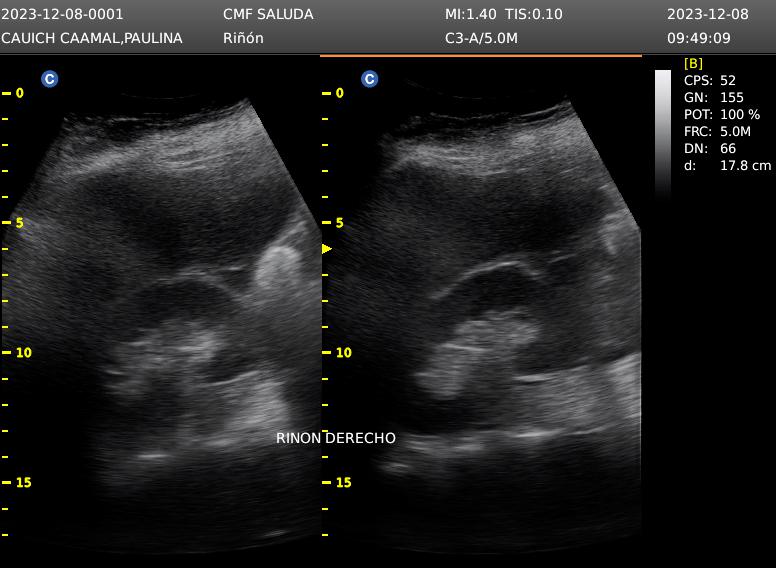 2023-12-08-0001 CMF SALUDA MI:1.40 TIS:0.10 2023-12-08
CAUICH CAAMAL,PAULINA Riñón C3-A/5.0M 09:49:09
[B]
CPS: 52
GN: 155
POT: 100 %
FRC: 5.0M
DN: 66
d: 17.8 cm
C C
0 0
5 5
10 10
RINON DERECHO
15 15